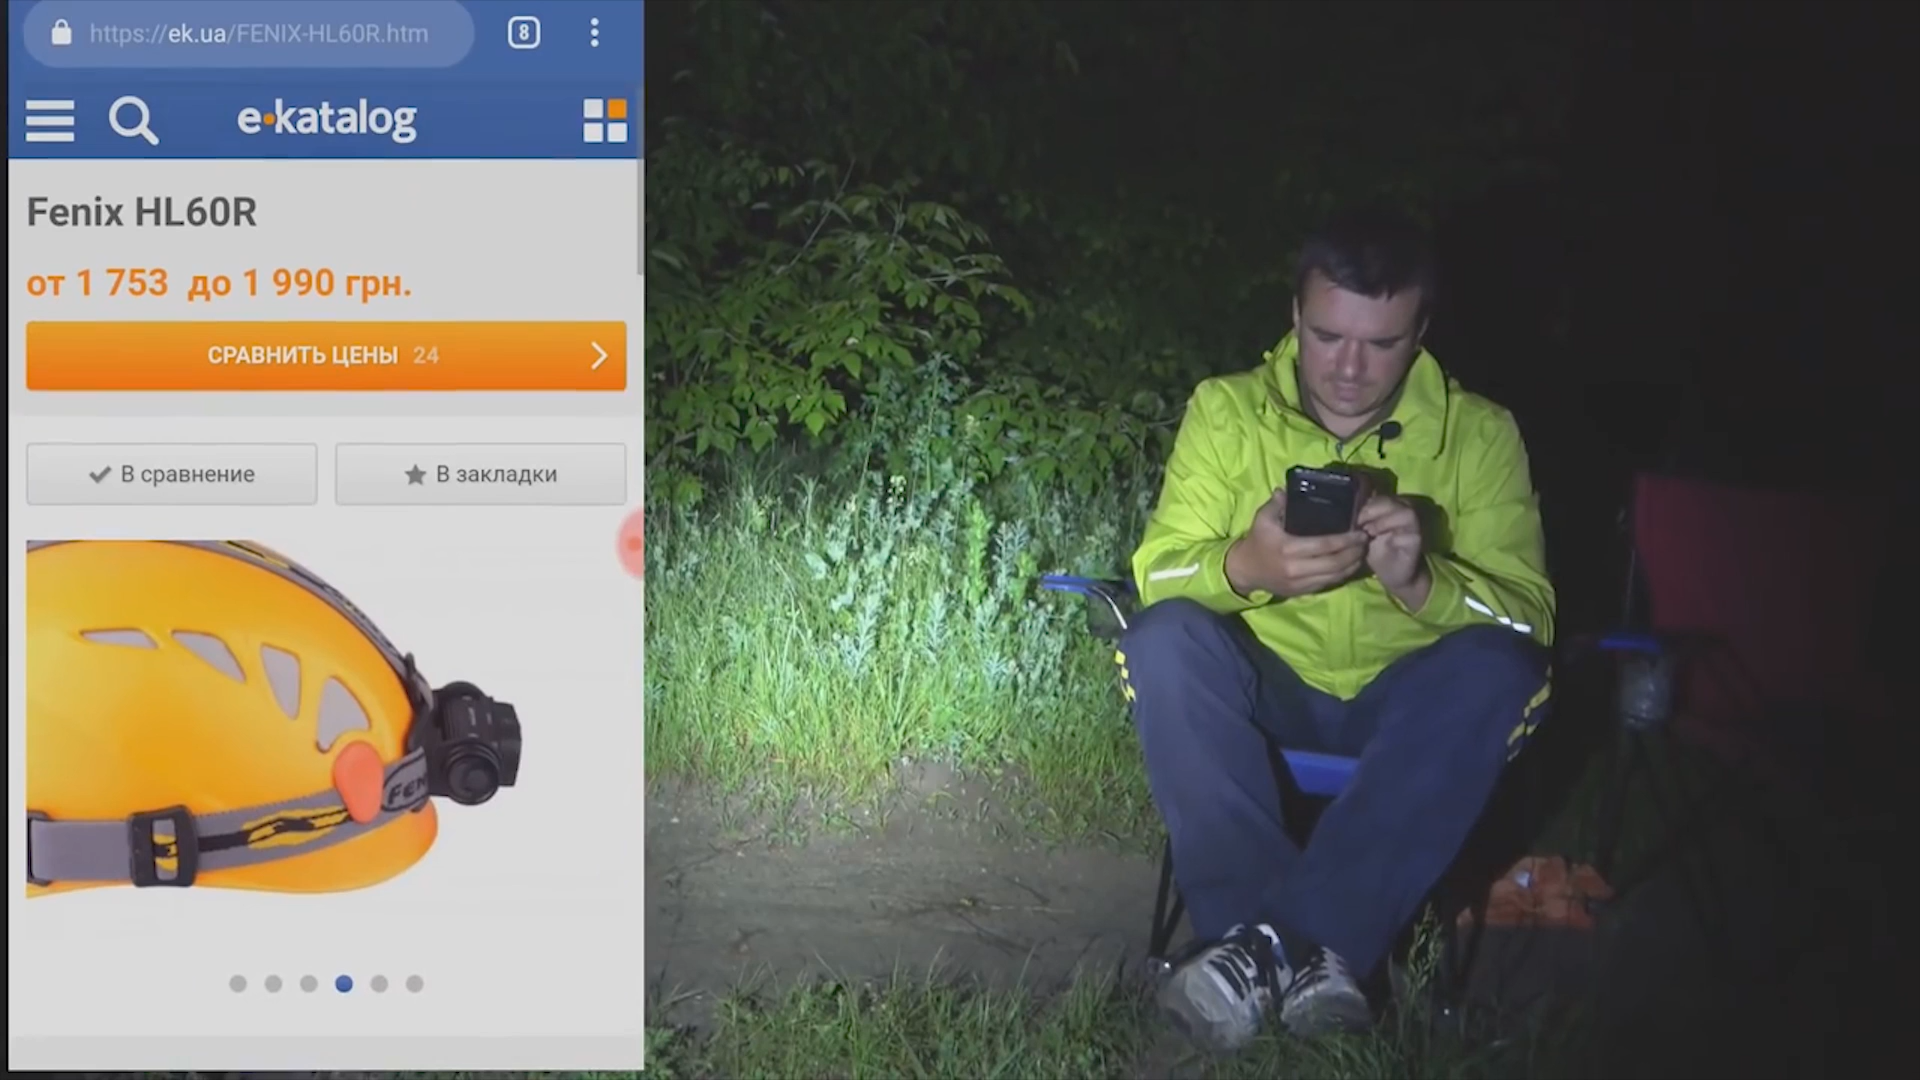 https://ek.ua/FENIX-HL60R.htm
8
e·katalog
Fenix HL60R
от 1 753 до 1 990 грн.
СРАВНИТЬ ЦЕНЫ 24
В сравнение
В закладки